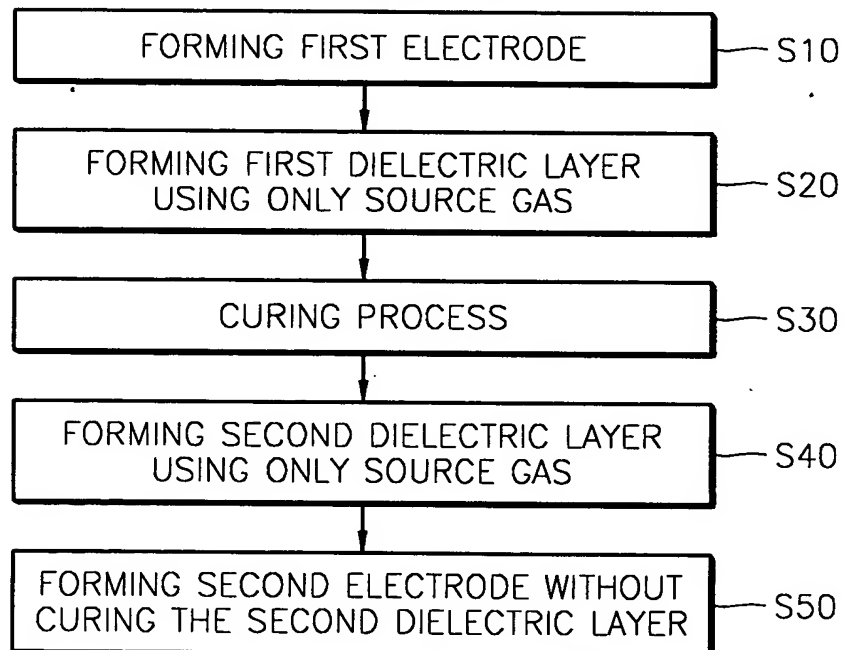 FORMING FIRST ELECTRODE S10
FORMING FIRST DIELECTRIC LAYER
USING ONLY SOURCE GAS S20
CURING PROCESS S30
FORMING SECOND DIELECTRIC LAYER
USING ONLY SOURCE GAS S40
FORMING SECOND ELECTRODE WITHOUT
CURING THE SECOND DIELECTRIC LAYER S50